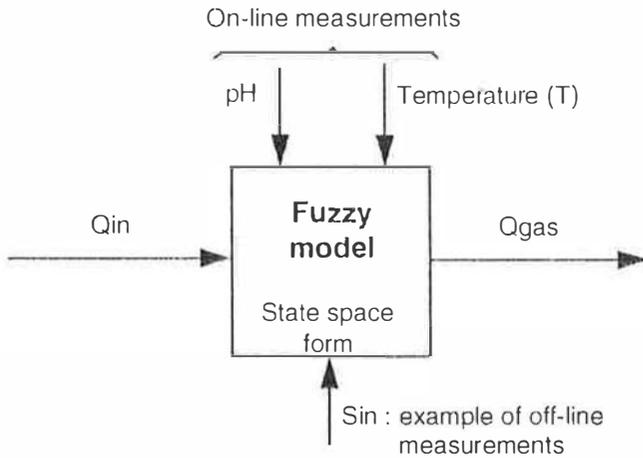 On-line measurements
pH
Temperature (T)
Qin
Fuzzy
model
Qgas
State space
form
Sin : example of off-line
measurements